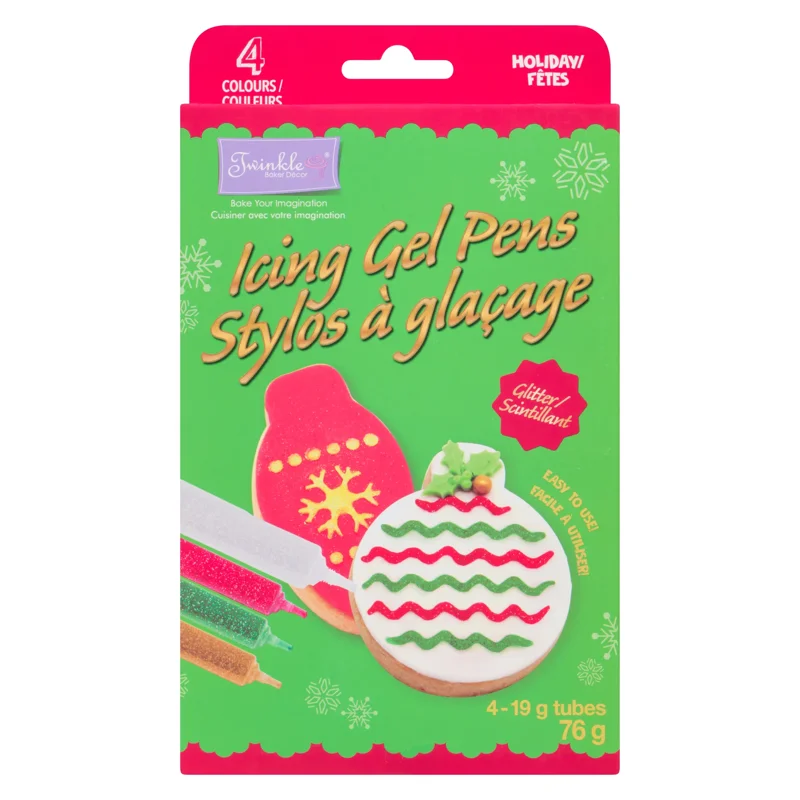 4
COLOURS/
COULEURS
HOLIDAY/
FÊTES
Twinkle
Baker Décor
Bake Your Imagination
Cuisiner avec votre imagination
Icing Gel Pens
Stylos à glaçage
Glitter/
Scintillant
EASY TO USE!
FACILE À UTILISER!
4-19 g tubes
76 g